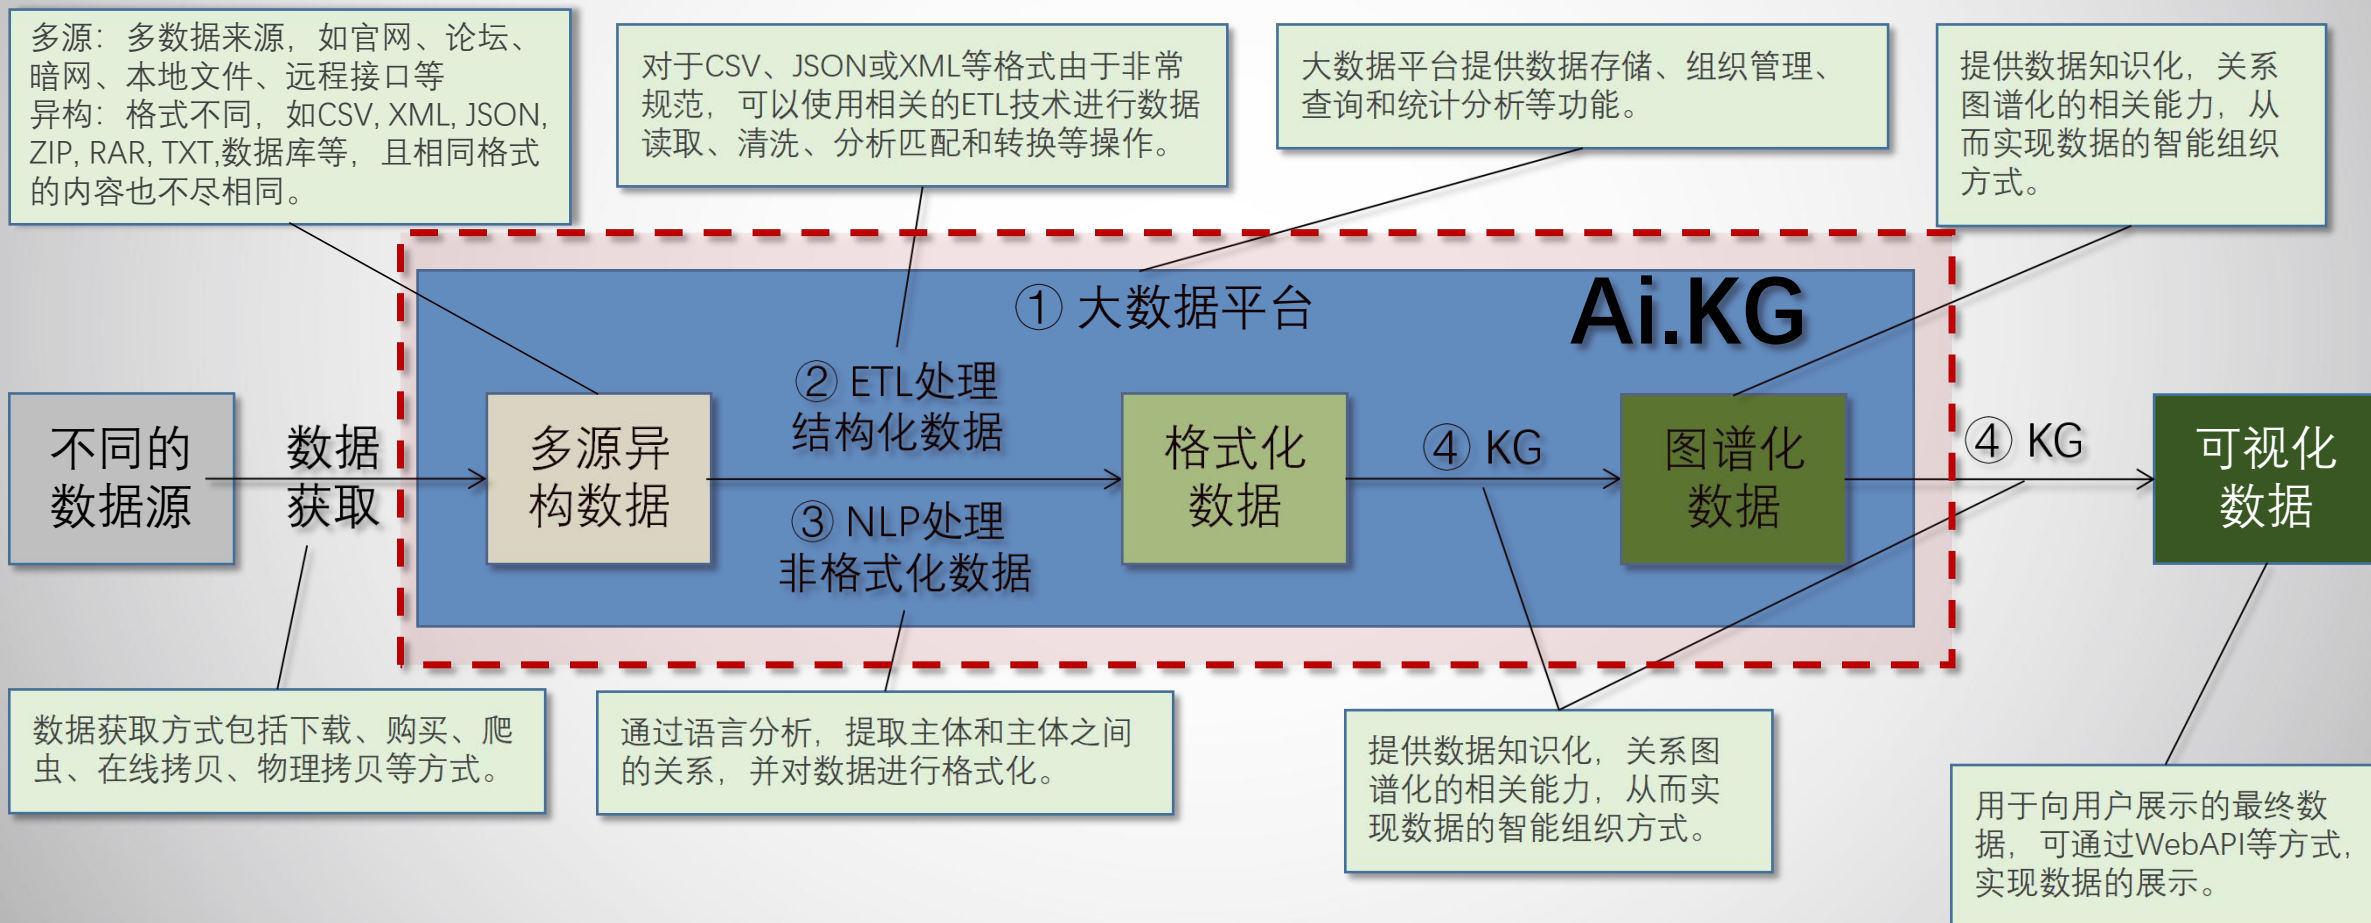 多源：多数据来源，如官网、论坛、
暗网、本地文件、远程接口等
异构：格式不同，如CSV, XML, JSON,
ZIP, RAR, TXT,数据库等，且相同格式
的内容也不尽相同。
对于CSV、JSON或XML等格式由于非常
规范，可以使用相关的ETL技术进行数据
读取、清洗、分析匹配和转换等操作。
大数据平台提供数据存储、组织管理、
查询和统计分析等功能。
提供数据知识化，关系
图谱化的相关能力，从
而实现数据的智能组织
方式。
① 大数据平台
Ai.KG
不同的
数据源
数据
获取
多源异
构数据
② ETL处理
结构化数据
③ NLP处理
非格式化数据
格式化
数据
④ KG
图谱化
数据
④ KG
可视化
数据
数据获取方式包括下载、购买、爬
虫、在线拷贝、物理拷贝等方式。
通过语言分析，提取主体和主体之间
的关系，并对数据进行格式化。
提供数据知识化，关系图
谱化的相关能力，从而实
现数据的智能组织方式。
用于向用户展示的最终数
据，可通过WebAPI等方式，
实现数据的展示。